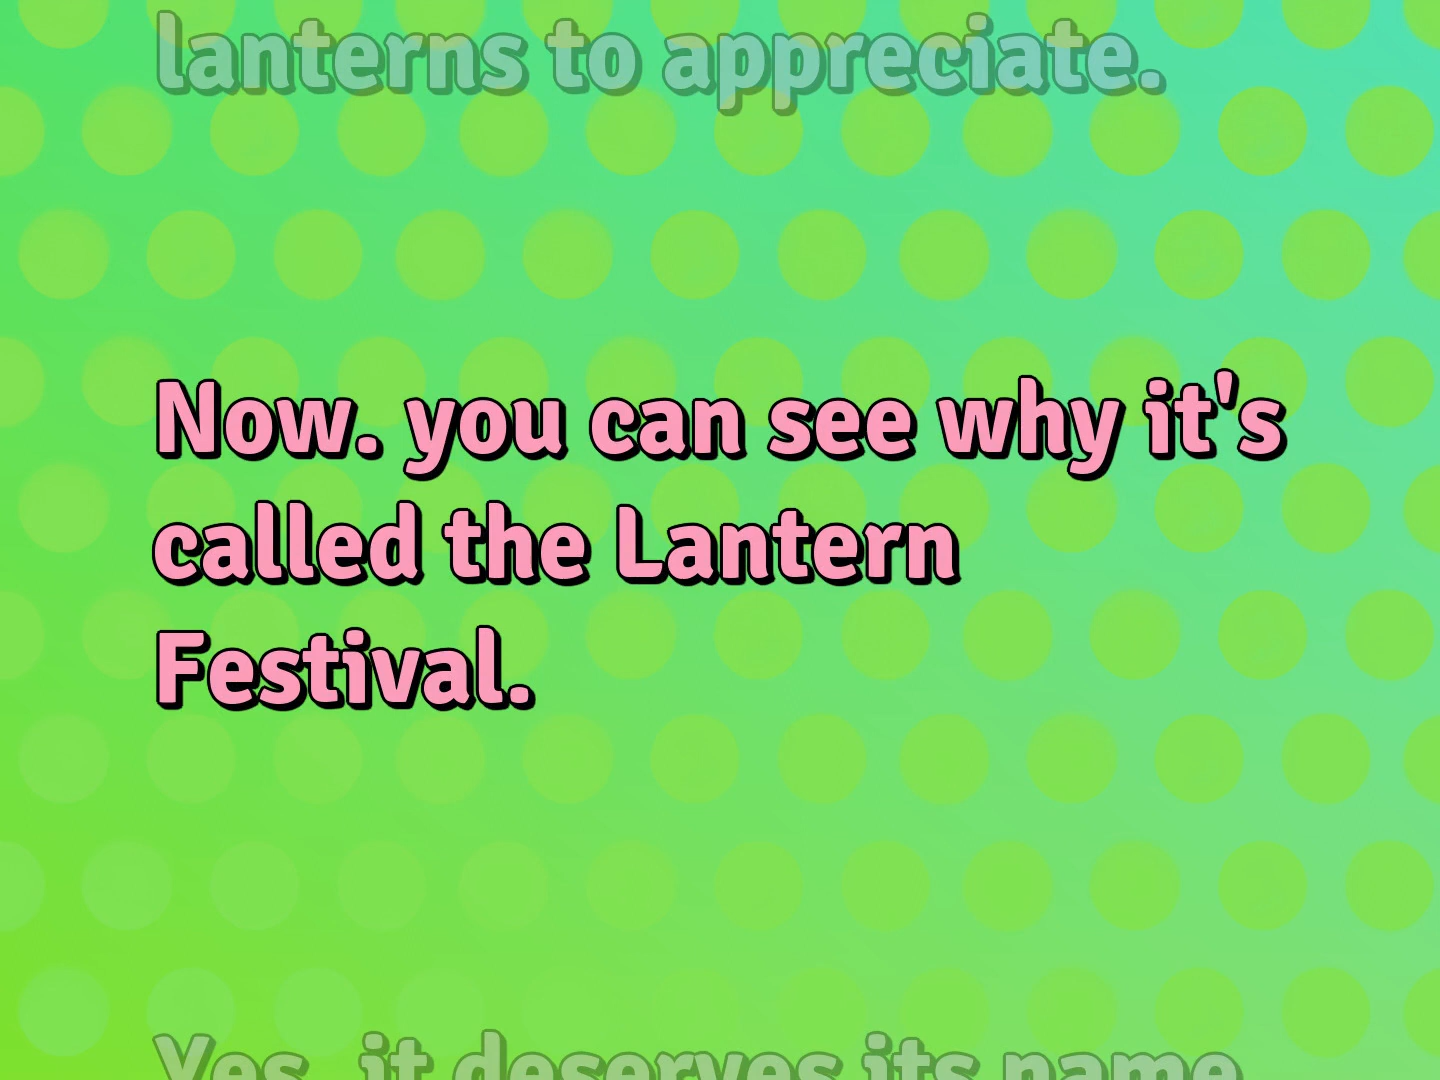 lanterns to appreciate.
Now. you can see why it's
called the Lantern
Festival.
Yes, it deserves its name